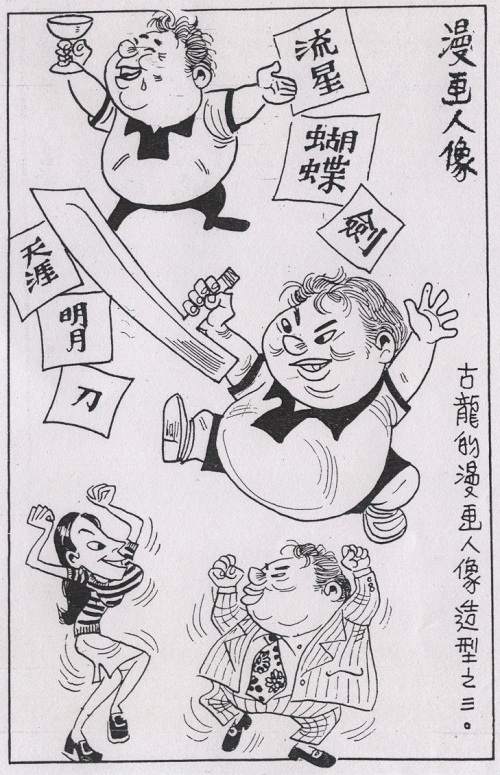 漫画人像
流星
蝴蝶
劍
天涯
明月
刀
古龍的漫画人像造型之三。